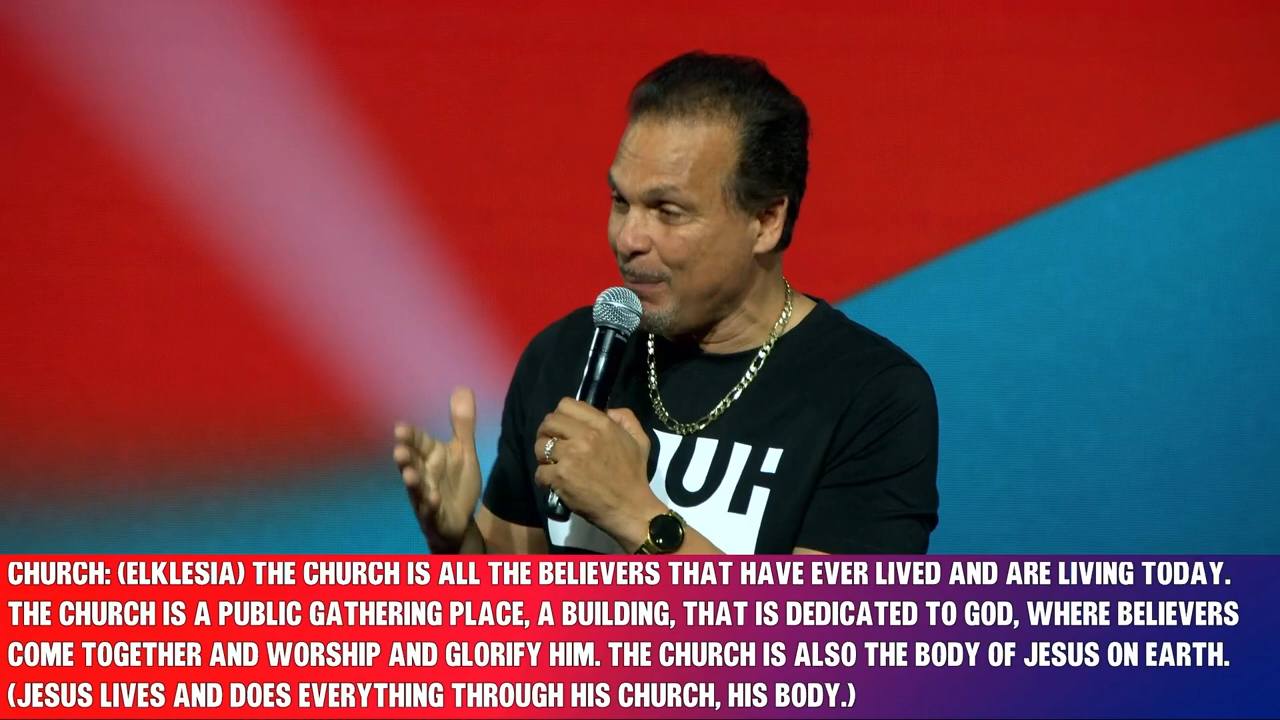 CHURCH: (ELKLESIA) THE CHURCH IS ALL THE BELIEVERS THAT HAVE EVER LIVED AND ARE LIVING TODAY.
THE CHURCH IS A PUBLIC GATHERING PLACE, A BUILDING, THAT IS DEDICATED TO GOD, WHERE BELIEVERS
COME TOGETHER AND WORSHIP AND GLORIFY HIM. THE CHURCH IS ALSO THE BODY OF JESUS ON EARTH.
(JESUS LIVES AND DOES EVERYTHING THROUGH HIS CHURCH, HIS BODY.)